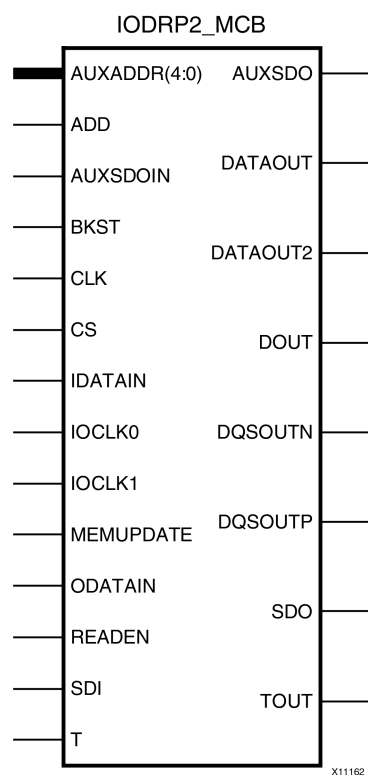 IODRP2_MCB
AUXADDR(4:0) AUXSDO
ADD
DATAOUT
AUXSDOIN
BKST
DATAOUT2
CLK
CS
DOUT
IDATAIN
IOCLK0 DQSOUTN
IOCLK1
DQSOUTP
MEMUPDATE
ODATAIN
SDO
READEN
SDI
TOUT
T
X11162